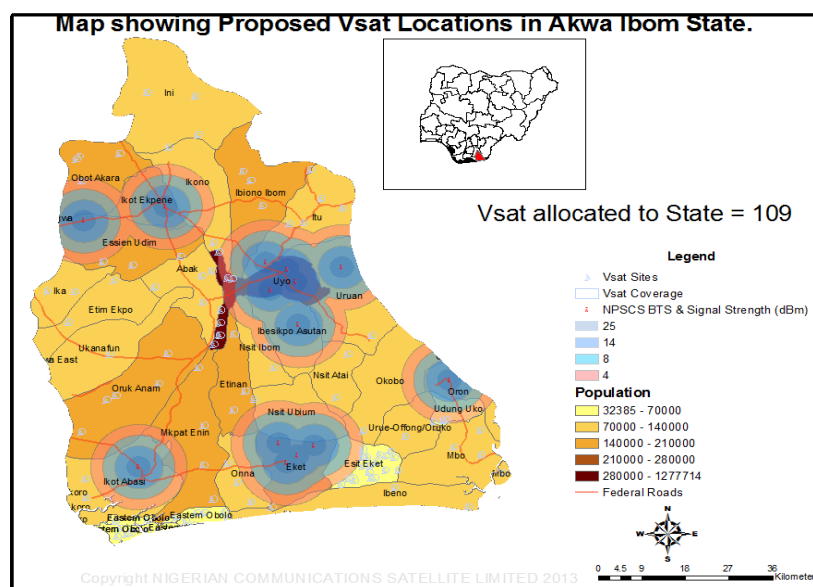 Map showing Proposed Vsat Locations in Akwa Ibom State.
Ini
Obot Akara
Ikono
Ikot Ekpene
Ibiono Ibom
Itu
Essien Udim
Abak
Uyo
Uruan
Ika
Etim Ekpo
Ibesikpo Asutan
Ukanafun
Nsit Ibom
Oruk Anam
Etinan
Nsit Atai
Okobo
Oron
Udung Uko
Nsit Ubium
Mkpat Enin
Urue-Offong/Oruko
Mbo
Ikot Abasi
Onna
Eket
Esit Eket
Ibeno
Eastern Obolo
Eastern Obolo
Vsat allocated to State = 109
Legend
Vsat Sites
Vsat Coverage
NPSCS BTS & Signal Strength (dBm)
25
14
8
4
Population
32385 - 70000
70000 - 140000
140000 - 210000
210000 - 280000
280000 - 1277714
Federal Roads
N
W
E
S
0 4.5 9 18 27 36
Kilometer
Copyright NIGERIAN COMMUNICATIONS SATELLITE LIMITED 2013